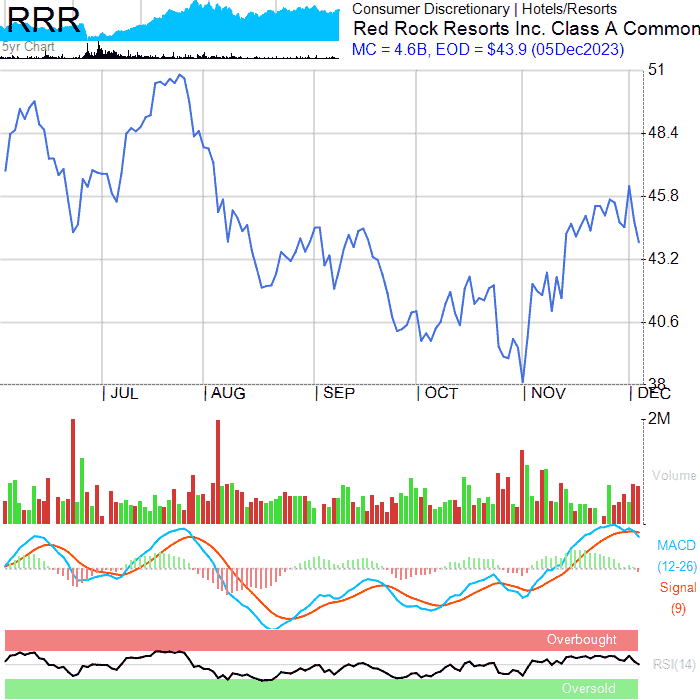 RRR
5yr Chart
Consumer Discretionary | Hotels/Resorts
Red Rock Resorts Inc. Class A Common
MC = 4.6B, EOD = $43.9 (05Dec2023)
51
48.4
45.8
43.2
40.6
38
| JUL | AUG | SEP | OCT | NOV | DEC
2M
Volume
MACD
(12-26)
Signal
(9)
Overbought
RSI(14)
Oversold